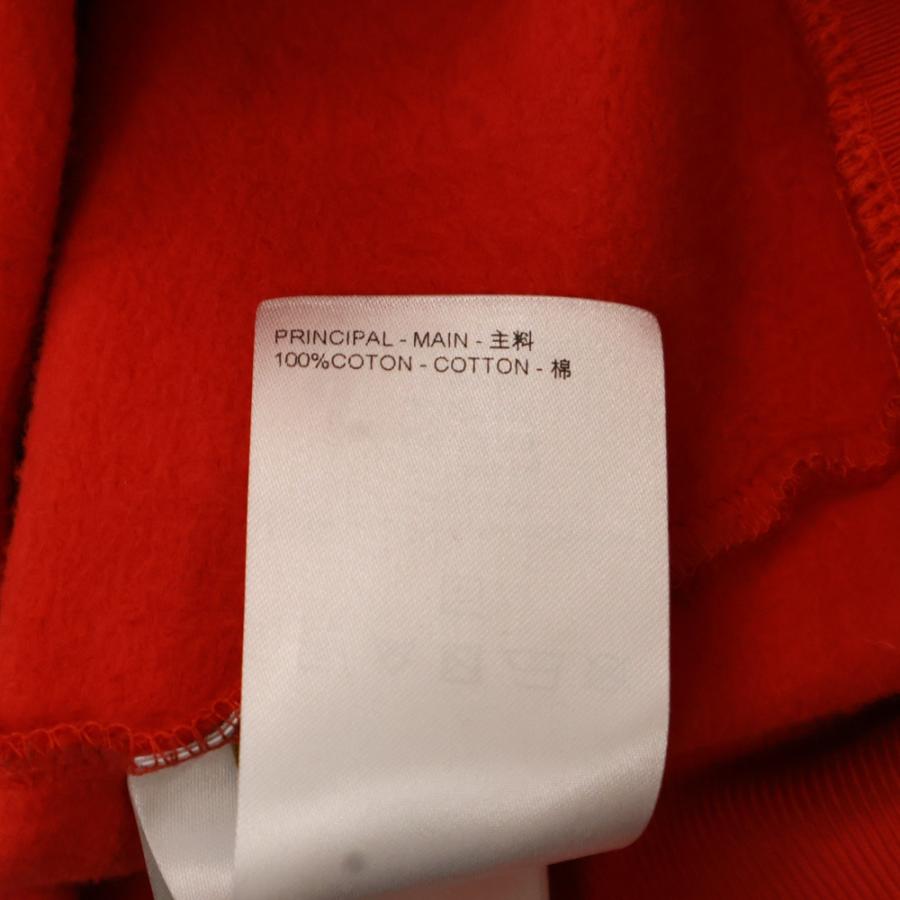 PRINCIPAL - MAIN - 主料
100%COTON - COTTON - 棉